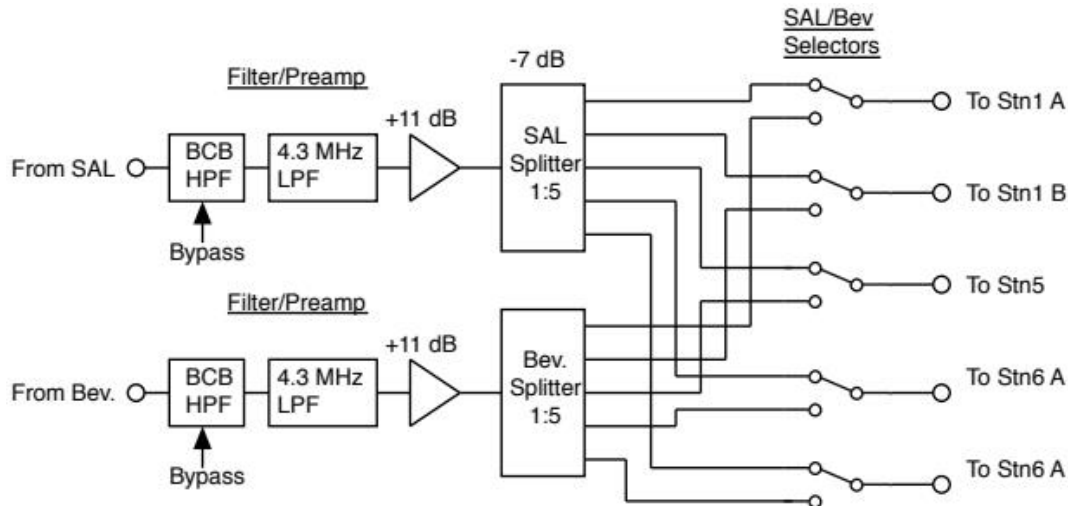 SAL/Bev
Selectors
-7 dB
Filter/Preamp
+11 dB
To Stn1 A
From SAL
BCB
HPF
4.3 MHz
LPF
SAL
Splitter
1:5
To Stn1 B
Bypass
To Stn5
Filter/Preamp
+11 dB
From Bev.
BCB
HPF
4.3 MHz
LPF
Bev.
Splitter
1:5
To Stn6 A
Bypass
To Stn6 A